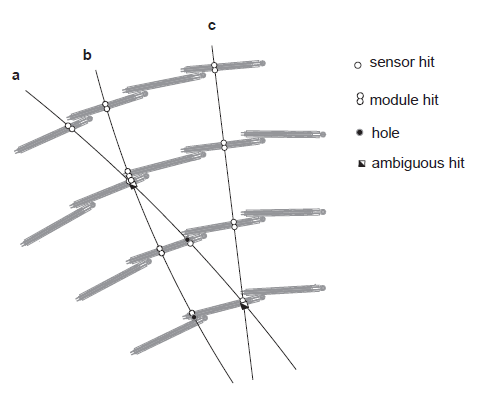 c
b
a
sensor hit
module hit
hole
ambiguous hit